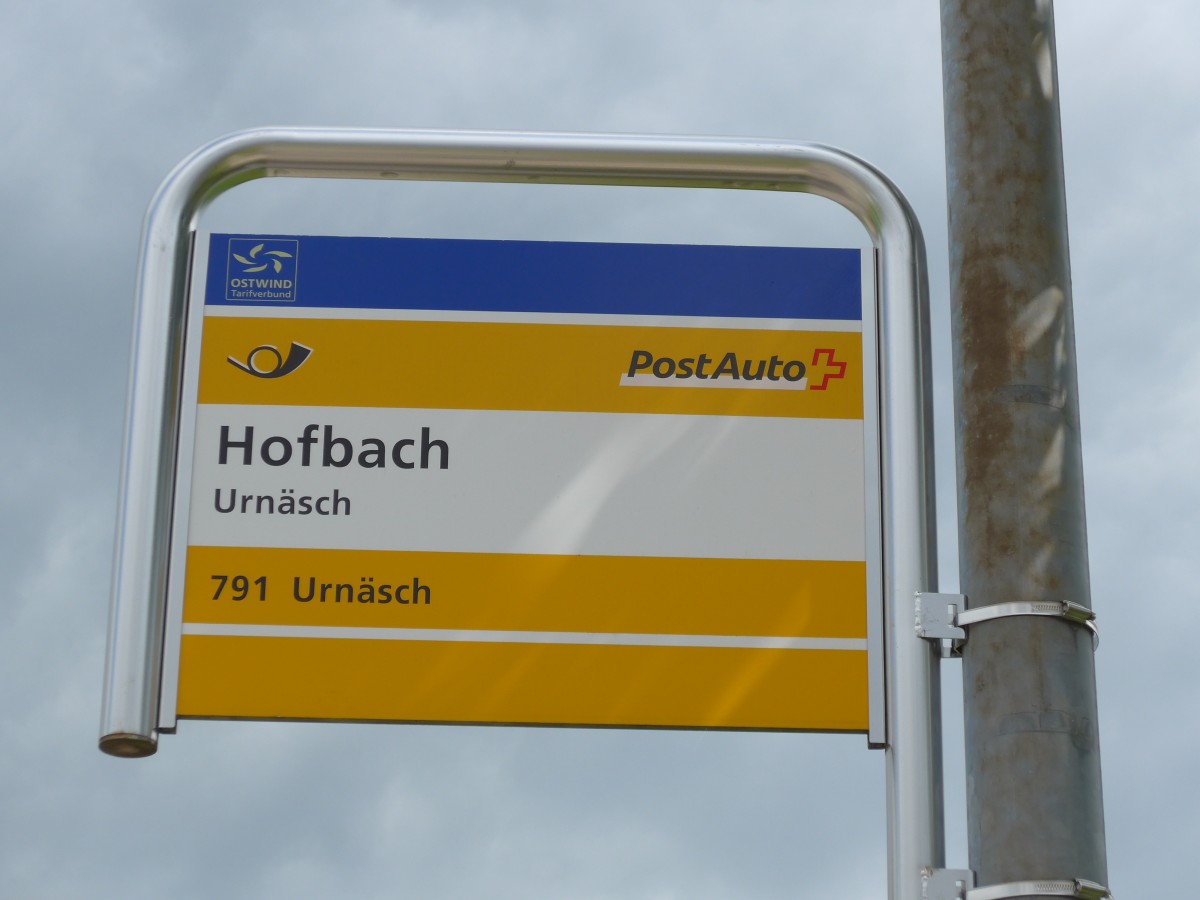 OSTWIND
Tarifverbund
PostAuto
Hofbach
Urnäsch
791 Urnäsch